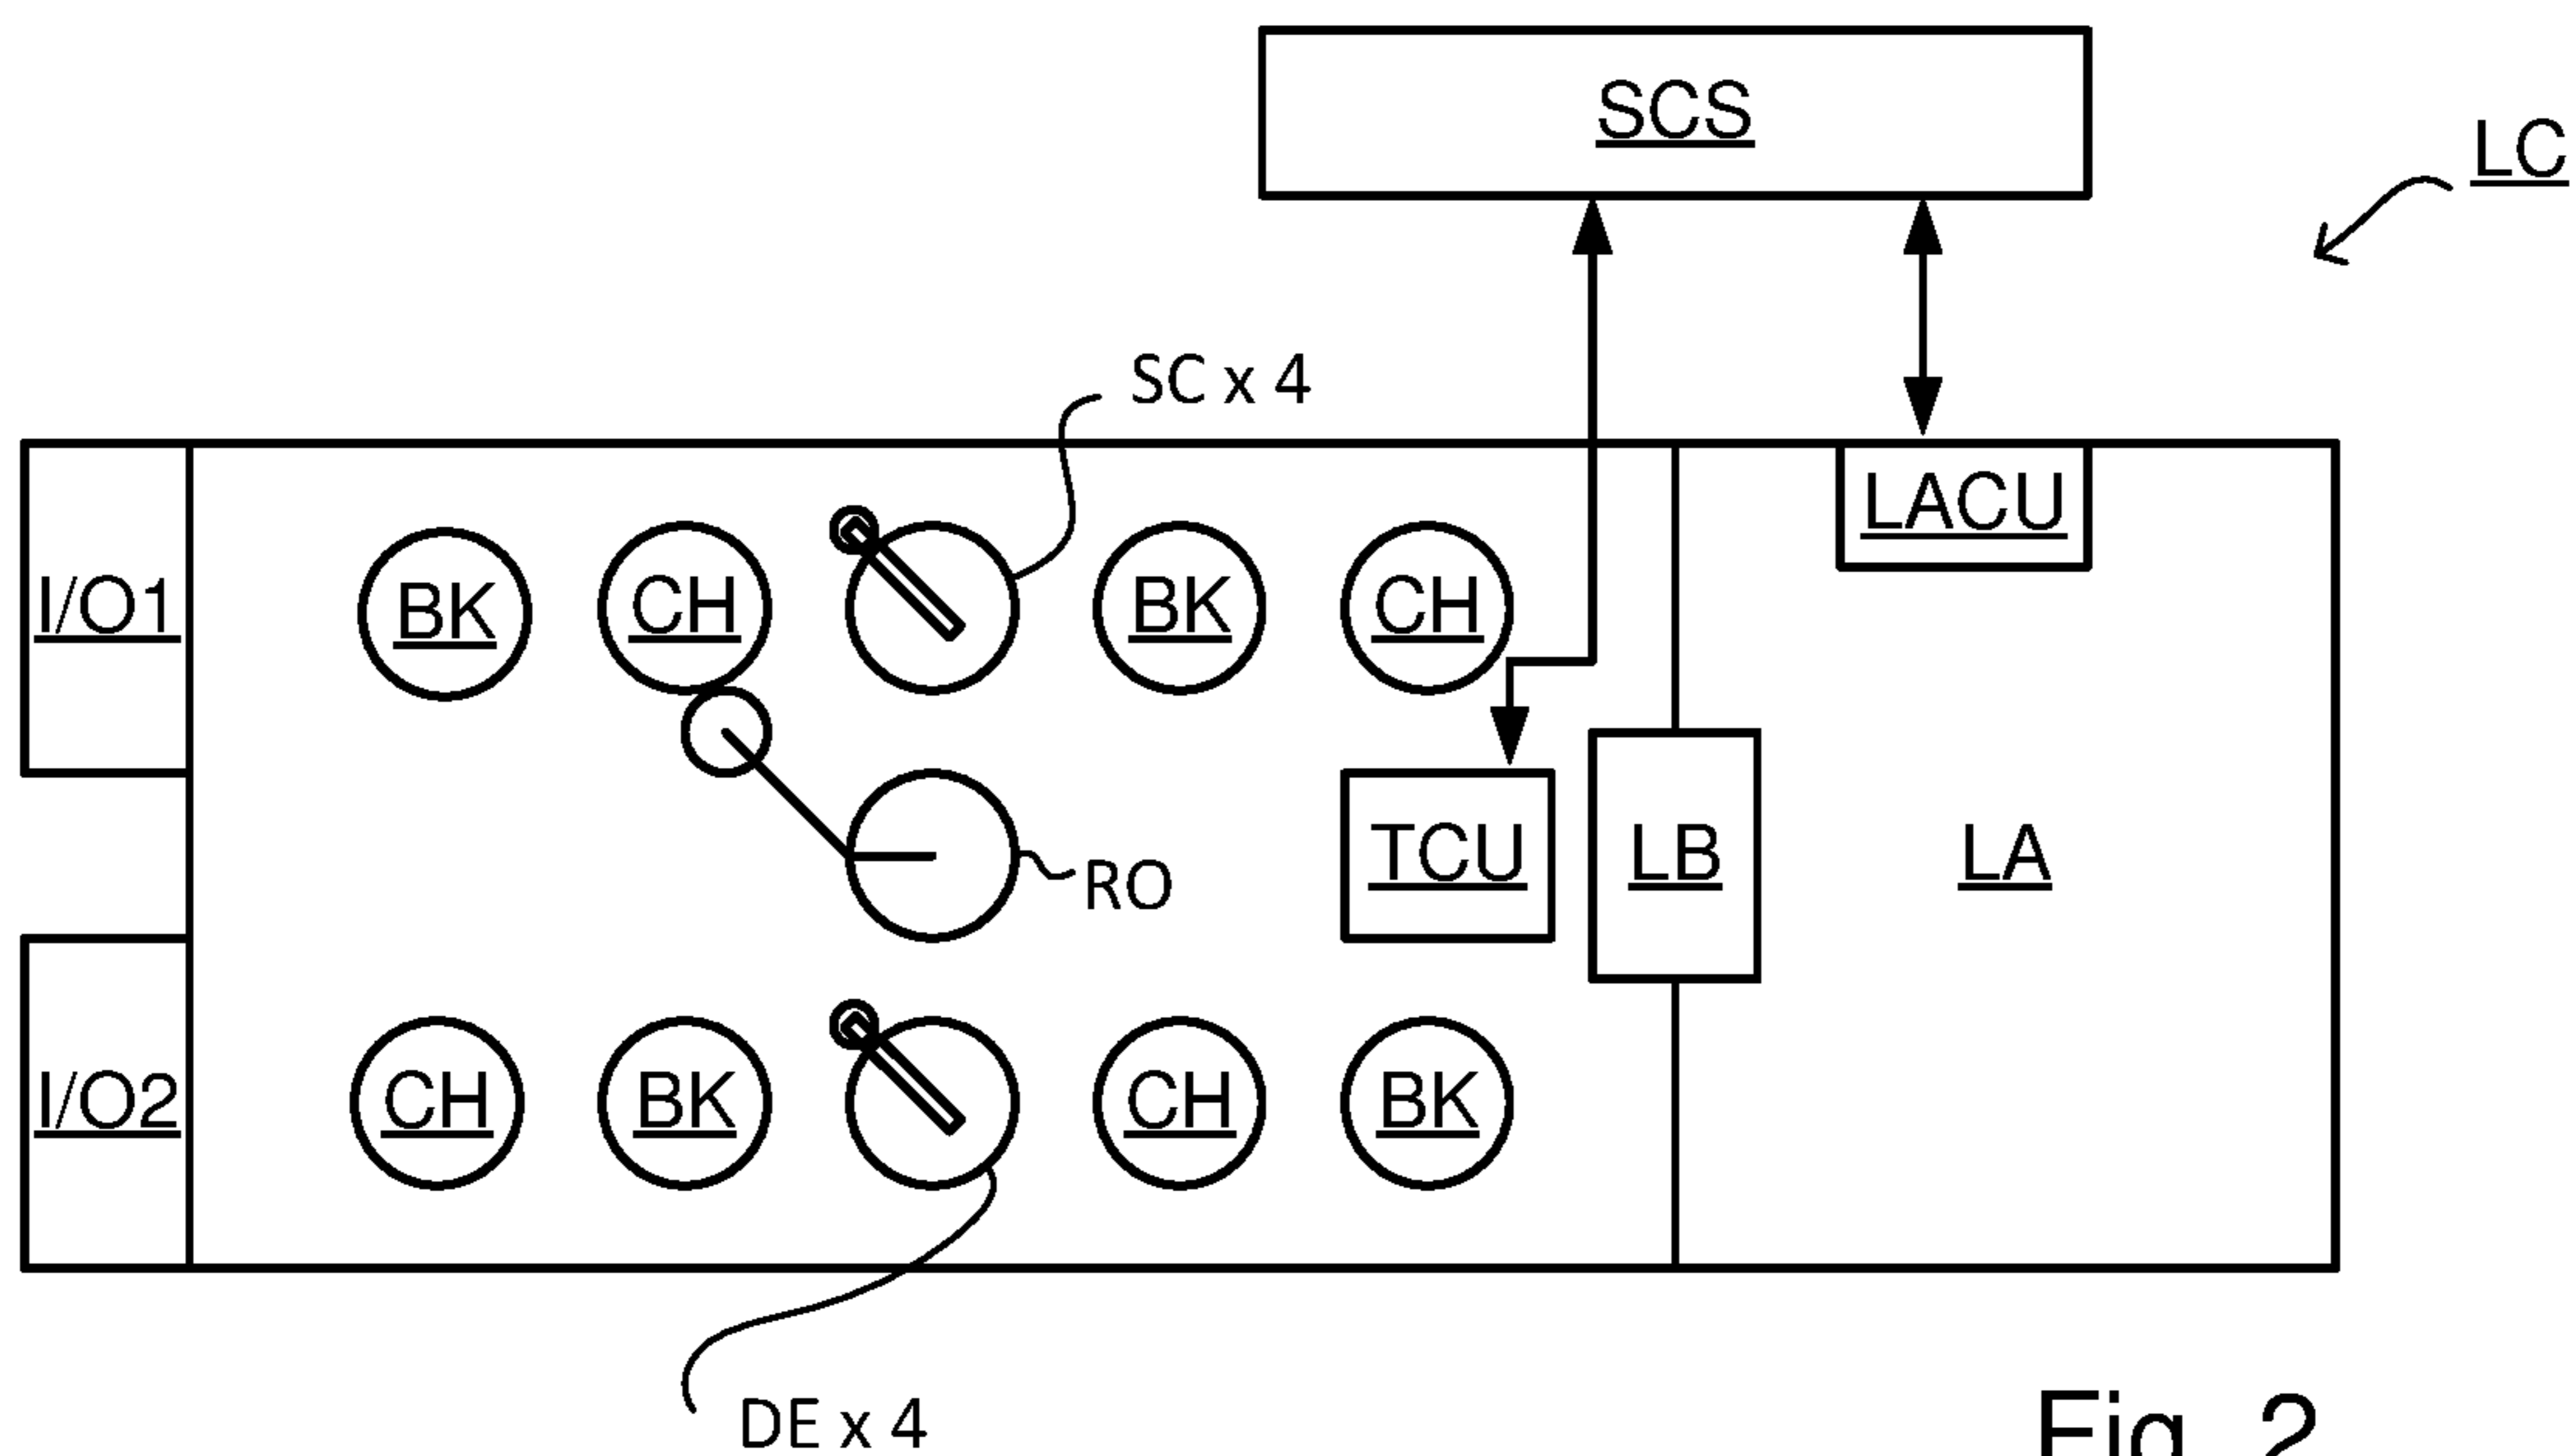 SCS
LC
SC x 4
LACU
I/O1
BK
CH
BK
CH
TCU
LB
LA
RO
I/O2
CH
BK
CH
BK
DE x 4
Fig. 2